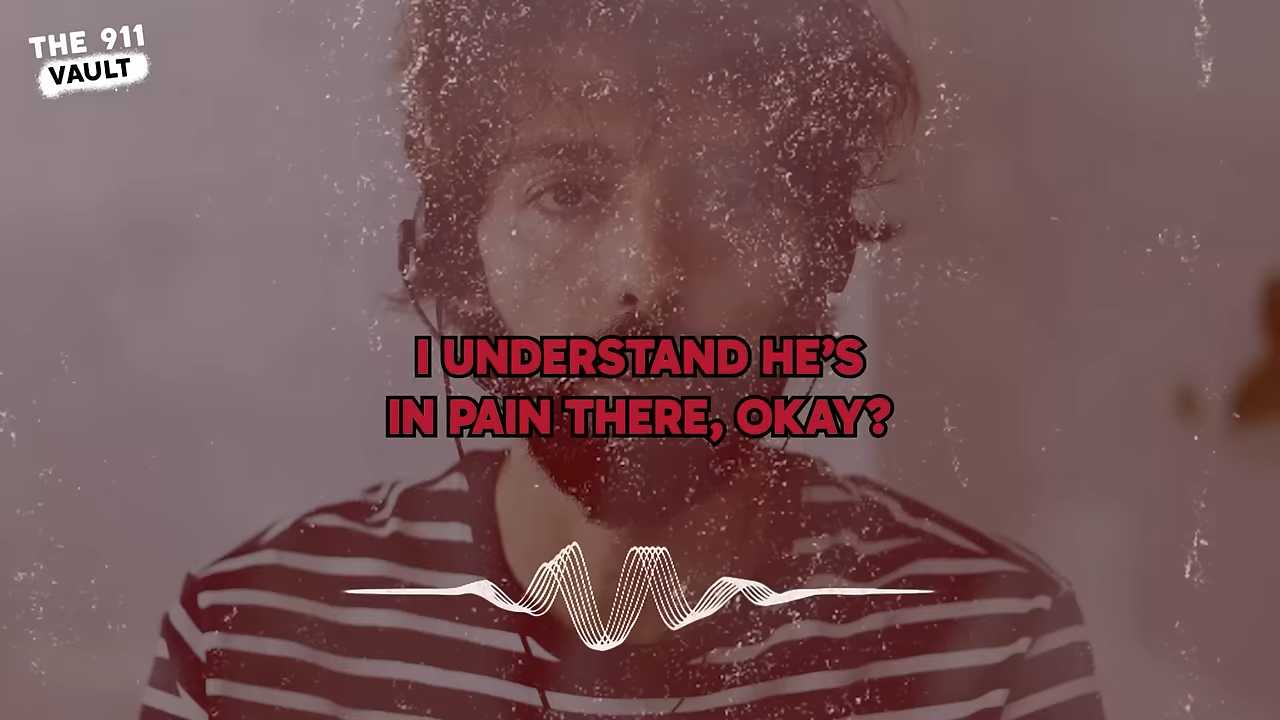 THE 911
VAULT
I UNDERSTAND HE'S
IN PAIN THERE, OKAY?